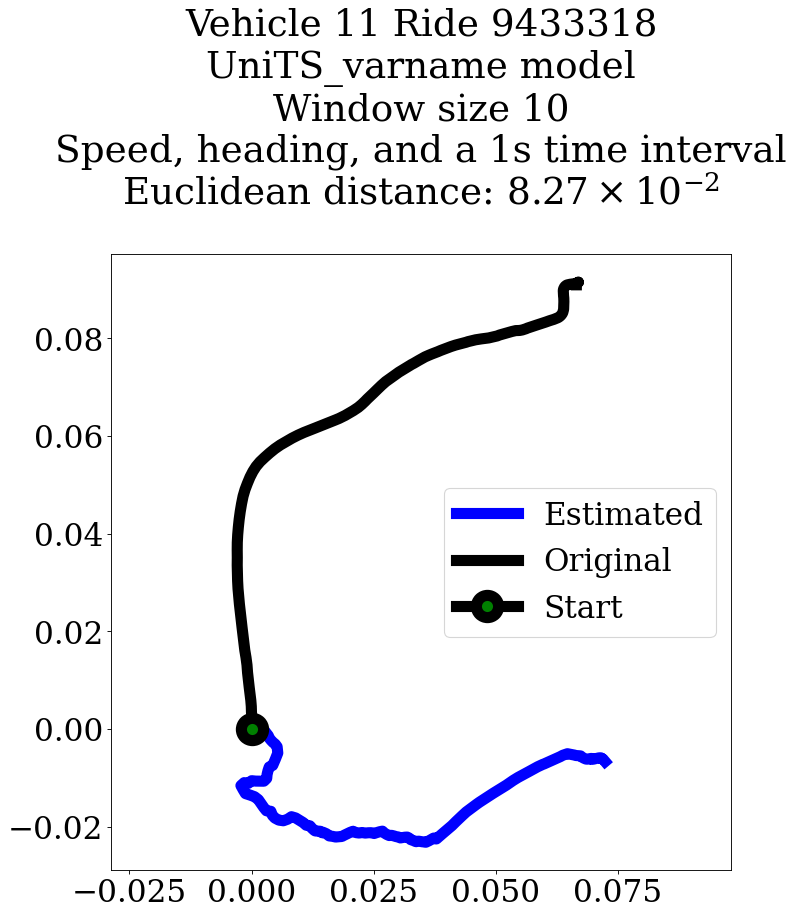 Vehicle 11 Ride 9433318
UniTS_varname model
Window size 10
Speed, heading, and a 1s time interval
Euclidean distance: 8.27 × 10⁻²
0.08
0.06
0.04
0.02
0.00
−0.02
Estimated
Original
Start
−0.025 0.000 0.025 0.050 0.075